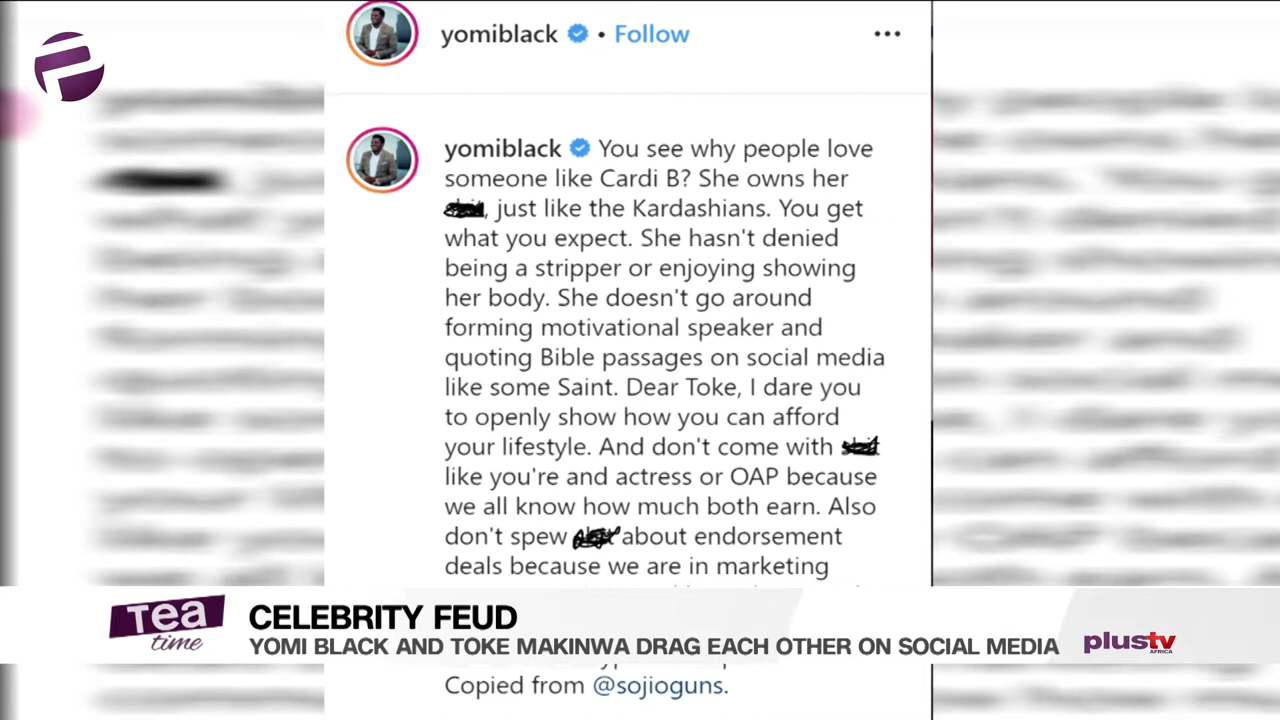 yomiblack • Follow
yomiblack You see why people love
someone like Cardi B? She owns her
, just like the Kardashians. You get
what you expect. She hasn't denied
being a stripper or enjoying showing
her body. She doesn't go around
forming motivational speaker and
quoting Bible passages on social media
like some Saint. Dear Toke, I dare you
to openly show how you can afford
your lifestyle. And don't come with
like you're and actress or OAP because
we all know how much both earn. Also
don't spew about endorsement
deals because we are in marketing
Tea
time
CELEBRITY FEUD
YOMI BLACK AND TOKE MAKINWA DRAG EACH OTHER ON SOCIAL MEDIA
plustv
AFRICA
Copied from @sojioguns.